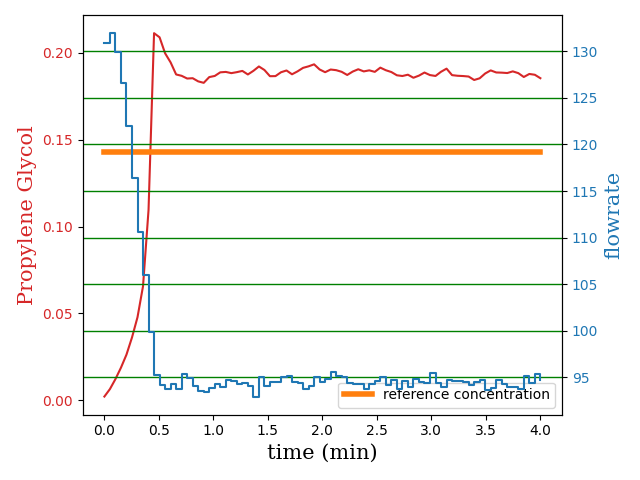 Propylene Glycol
0.20
0.15
0.10
0.05
0.00
130
125
120
115
110
105
100
95
flowrate
reference concentration
0.0 0.5 1.0 1.5 2.0 2.5 3.0 3.5 4.0
time (min)